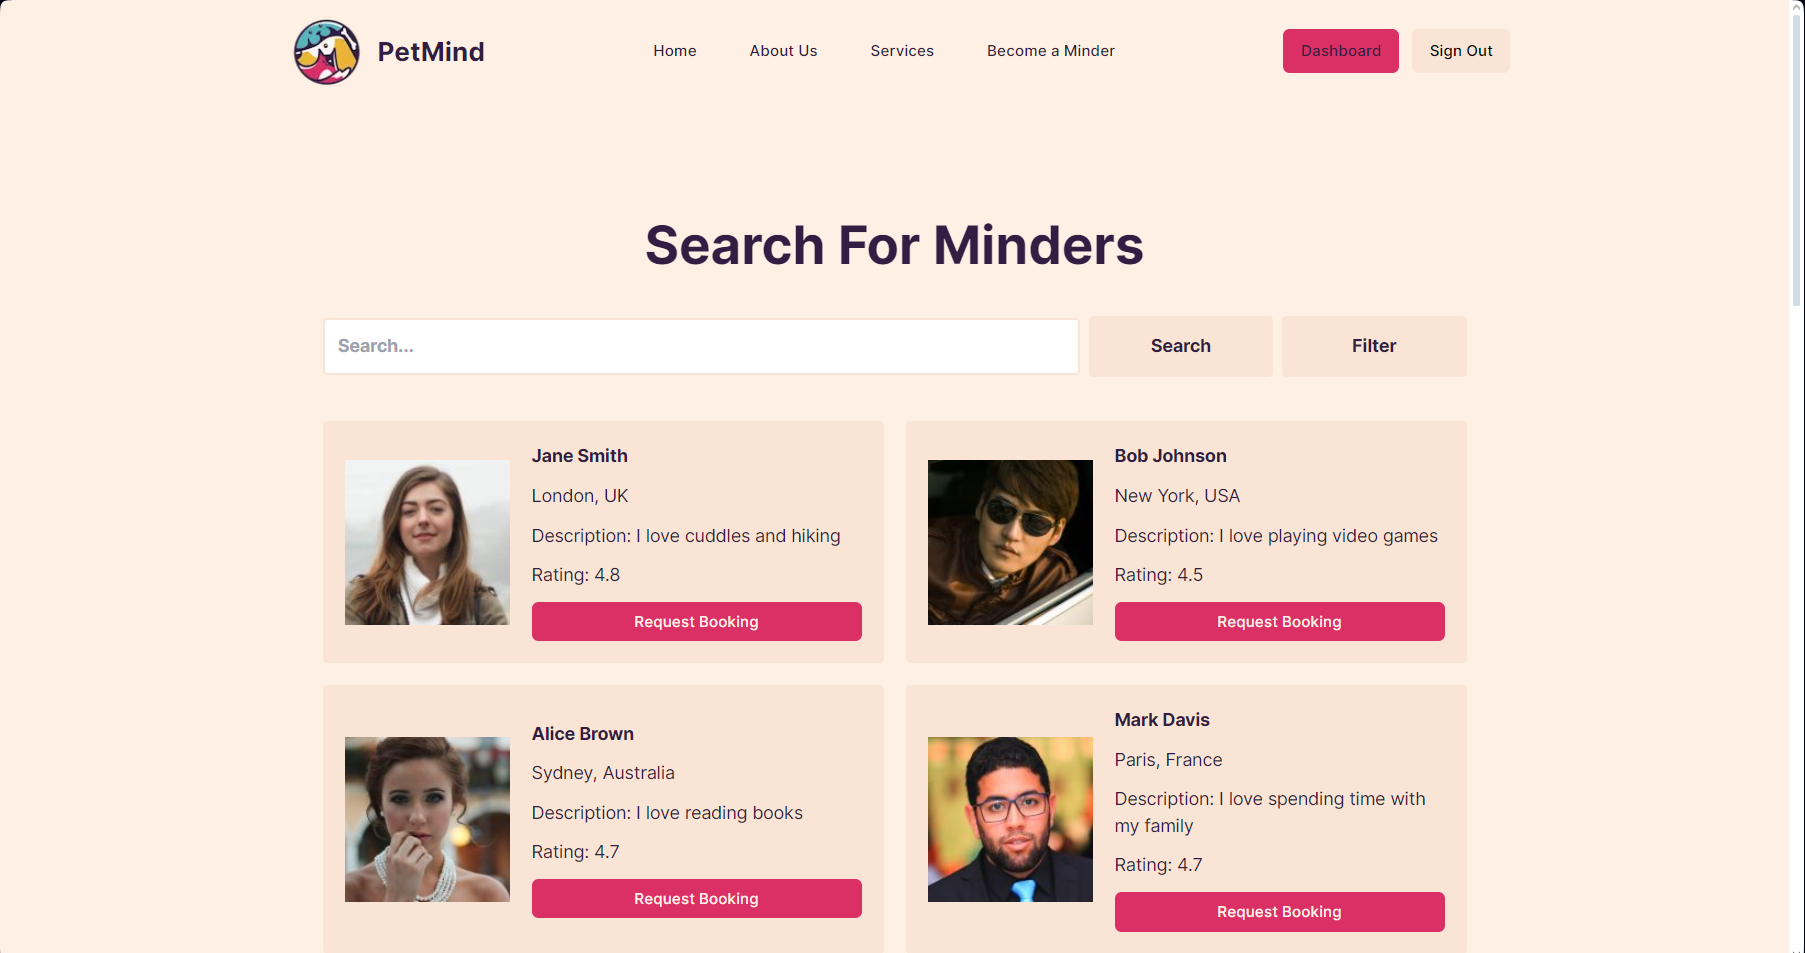 PetMind
Home
About Us
Services
Become a Minder
Dashboard
Sign Out
Search For Minders
Search...
Search
Filter
Jane Smith
London, UK
Description: I love cuddles and hiking
Rating: 4.8
Request Booking
Bob Johnson
New York, USA
Description: I love playing video games
Rating: 4.5
Request Booking
Alice Brown
Sydney, Australia
Description: I love reading books
Rating: 4.7
Request Booking
Mark Davis
Paris, France
Description: I love spending time with
my family
Rating: 4.7
Request Booking